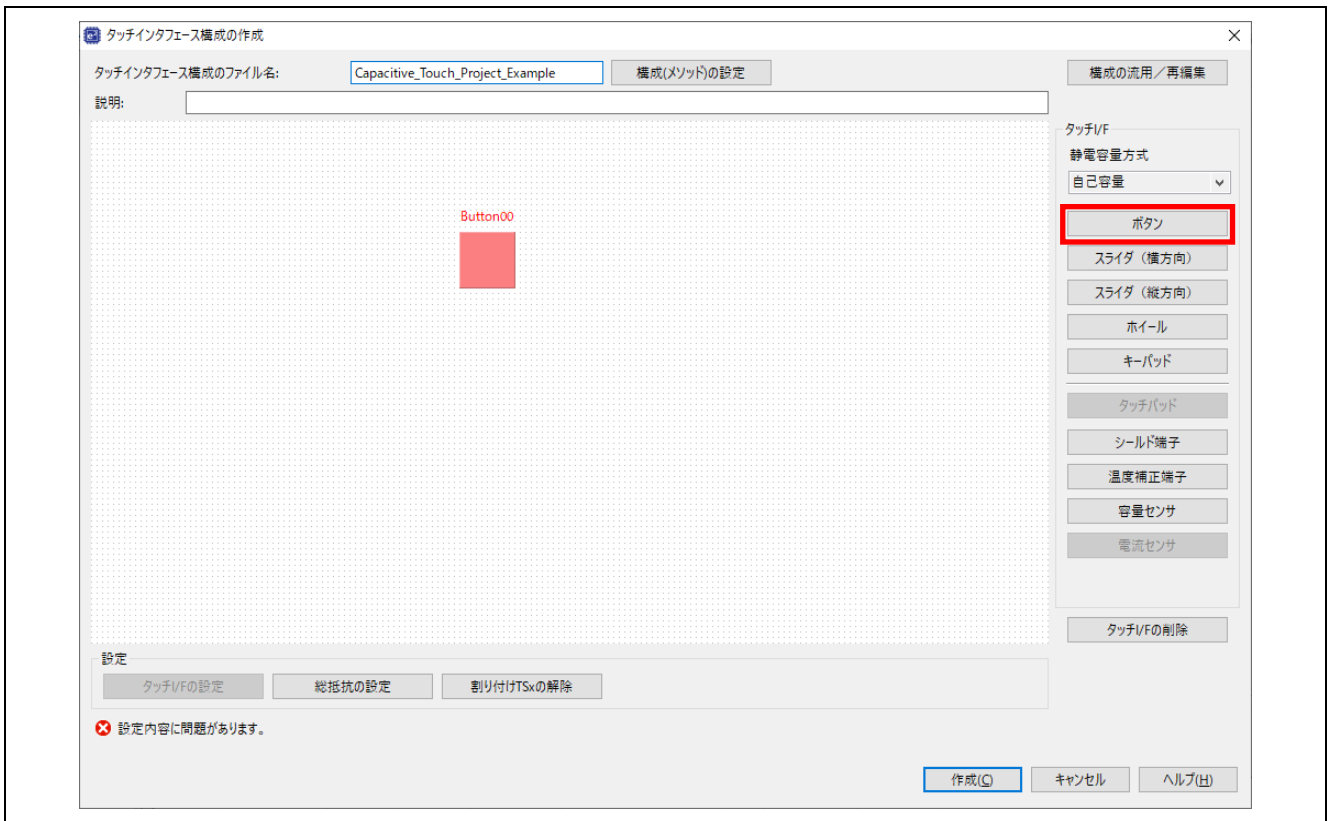 タッチインタフェース構成の作成
タッチインタフェース構成のファイル名: Capacitive_Touch_Project_Example 構成(メソッド)の設定 構成の流用／再編集
説明:
タッチI/F
静電容量方式
自己容量
Button00
ボタン
スライダ（横方向）
スライダ（縦方向）
ホイール
キーパッド
タッチパッド
シールド端子
温度補正端子
容量センサ
電流センサ
タッチI/Fの削除
設定
タッチI/Fの設定 総抵抗の設定 割り付けTSxの解除
設定内容に問題があります。
作成(C) キャンセル ヘルプ(H)